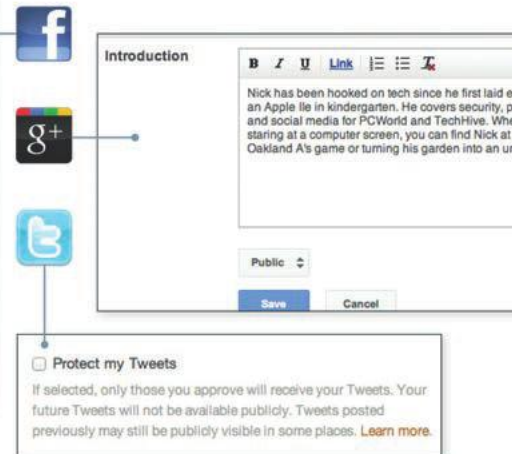 f
Introduction
B I U Link
Nick has been hooked on tech since he first laid
an Apple IIe in kindergarten. He covers security,
and social media for PCWorld and TechHive.
staring at a computer screen, you can find Nick at
Oakland A's game or turning his garden into an
g+
Public
Save Cancel
t
Protect my Tweets
If selected, only those you approve will receive your Tweets. Your
future Tweets will not be available publicly. Tweets posted
previously may still be publicly visible in some places. Learn more.